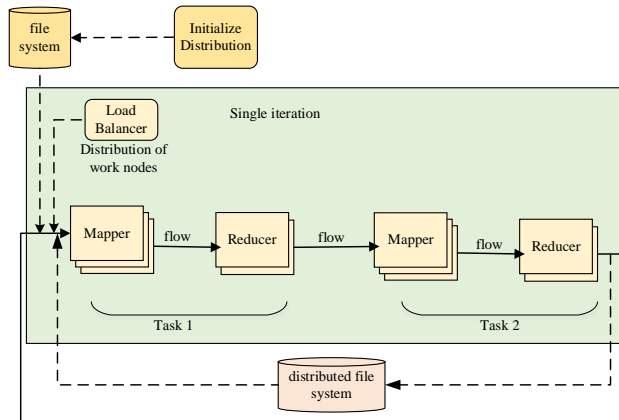 file
system
Initialize
Distribution
Load
Balancer
Single iteration
Distribution of
work nodes
Mapper
flow
Reducer
flow
Mapper
flow
Reducer
Task 1
Task 2
distributed file
system